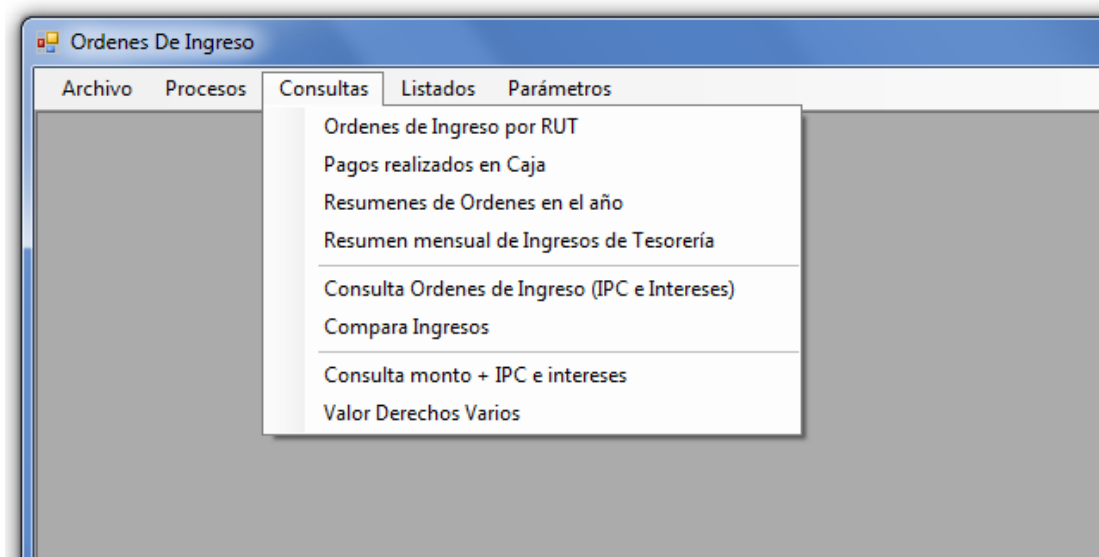 Ordenes De Ingreso
Archivo Procesos Consultas Listados Parámetros
Ordenes de Ingreso por RUT
Pagos realizados en Caja
Resumenes de Ordenes en el año
Resumen mensual de Ingresos de Tesorería
Consulta Ordenes de Ingreso (IPC e Intereses)
Compara Ingresos
Consulta monto + IPC e intereses
Valor Derechos Varios